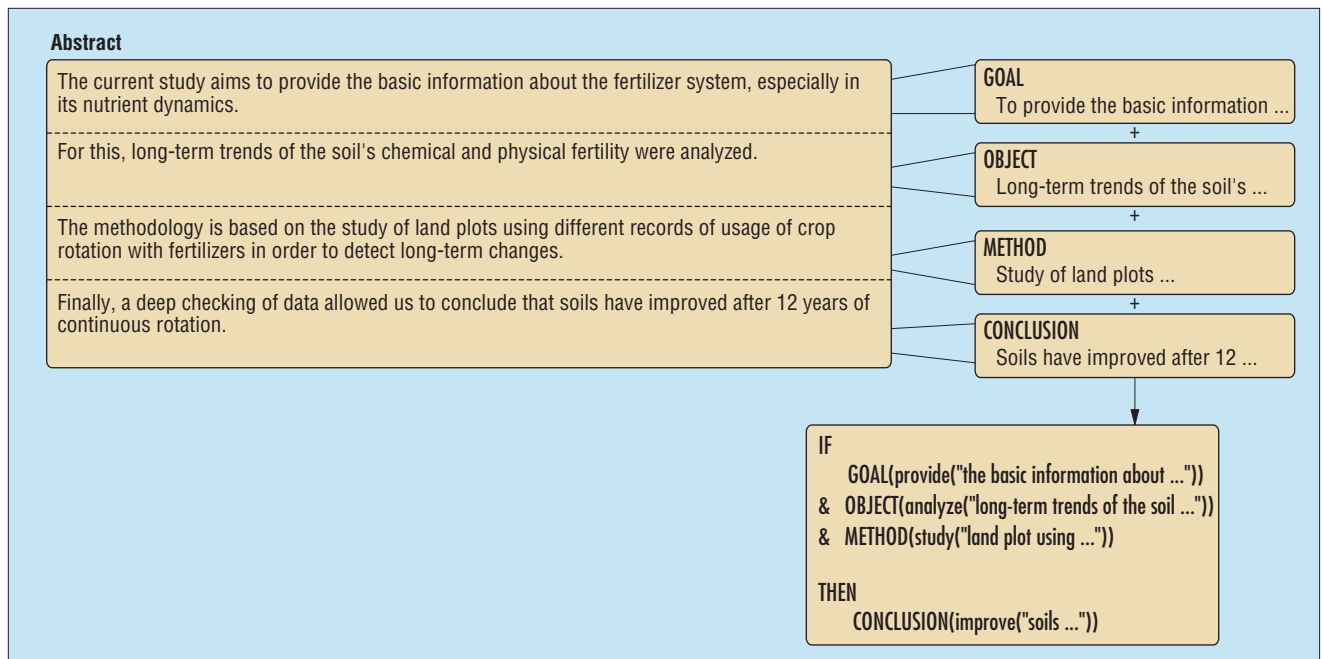 Abstract
The current study aims to provide the basic information about the fertilizer system, especially in
its nutrient dynamics.
For this, long-term trends of the soil's chemical and physical fertility were analyzed.
The methodology is based on the study of land plots using different records of usage of crop
rotation with fertilizers in order to detect long-term changes.
Finally, a deep checking of data allowed us to conclude that soils have improved after 12 years of
continuous rotation.
GOAL
To provide the basic information ...
+
OBJECT
Long-term trends of the soil's ...
+
METHOD
Study of land plots ...
+
CONCLUSION
Soils have improved after 12 ...
IF
GOAL(provide("the basic information about ..."))
& OBJECT(analyze("long-term trends of the soil ..."))
& METHOD(study("land plot using ..."))
THEN
CONCLUSION(improve("soils ..."))